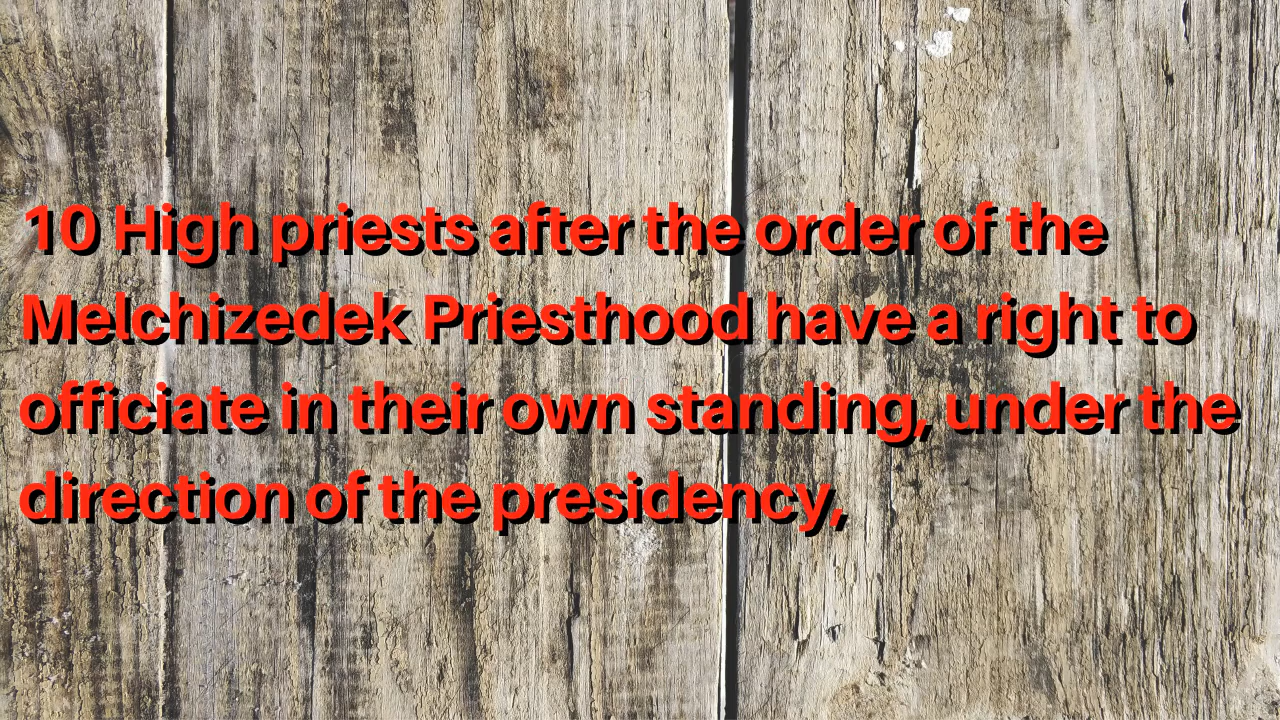 10 High priests after the order of the
Melchizedek Priesthood have a right to
officiate in their own standing, under the
direction of the presidency,